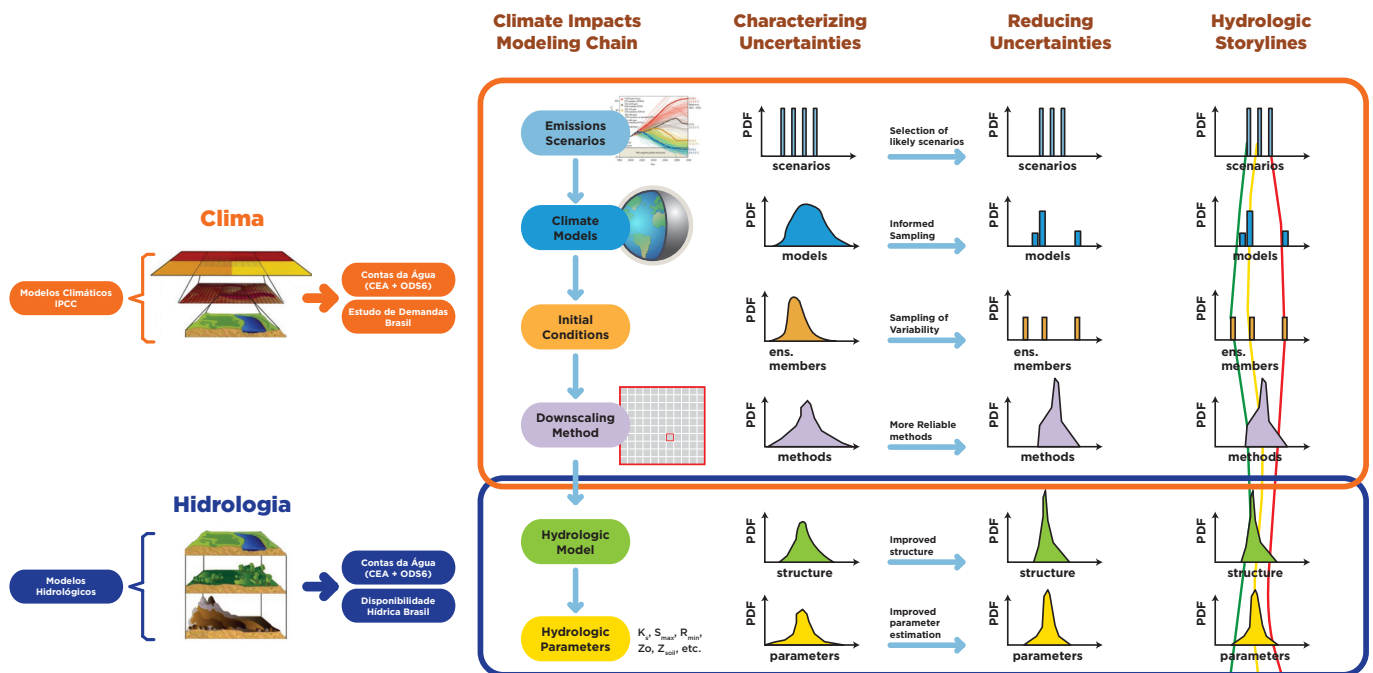 Climate Impacts
Modeling Chain
Characterizing
Uncertainties
Reducing
Uncertainties
Hydrologic
Storylines
Clima
Modelos Climáticos
IPCC
Contas da Água
(CEA + ODS6)
Estudo de Demandas
Brasil
Emissions
Scenarios
PDF
scenarios
Selection of
likely scenarios
PDF
scenarios
PDF
scenarios
Climate
Models
PDF
models
Informed
Sampling
PDF
models
PDF
models
Initial
Conditions
PDF
ens.
members
Sampling of
Variability
PDF
ens.
members
PDF
ens.
members
Downscaling
Method
PDF
methods
More Reliable
methods
PDF
methods
PDF
methods
Hidrologia
Modelos
Hidrológicos
Contas da Água
(CEA + ODS6)
Disponibilidade
Hídrica Brasil
Hydrologic
Model
PDF
structure
Improved
structure
PDF
structure
PDF
structure
Hydrologic
Parameters
Ks, Smax, Rmin,
Zo, Zsoil, etc.
PDF
parameters
Improved
parameter
estimation
PDF
parameters
PDF
parameters